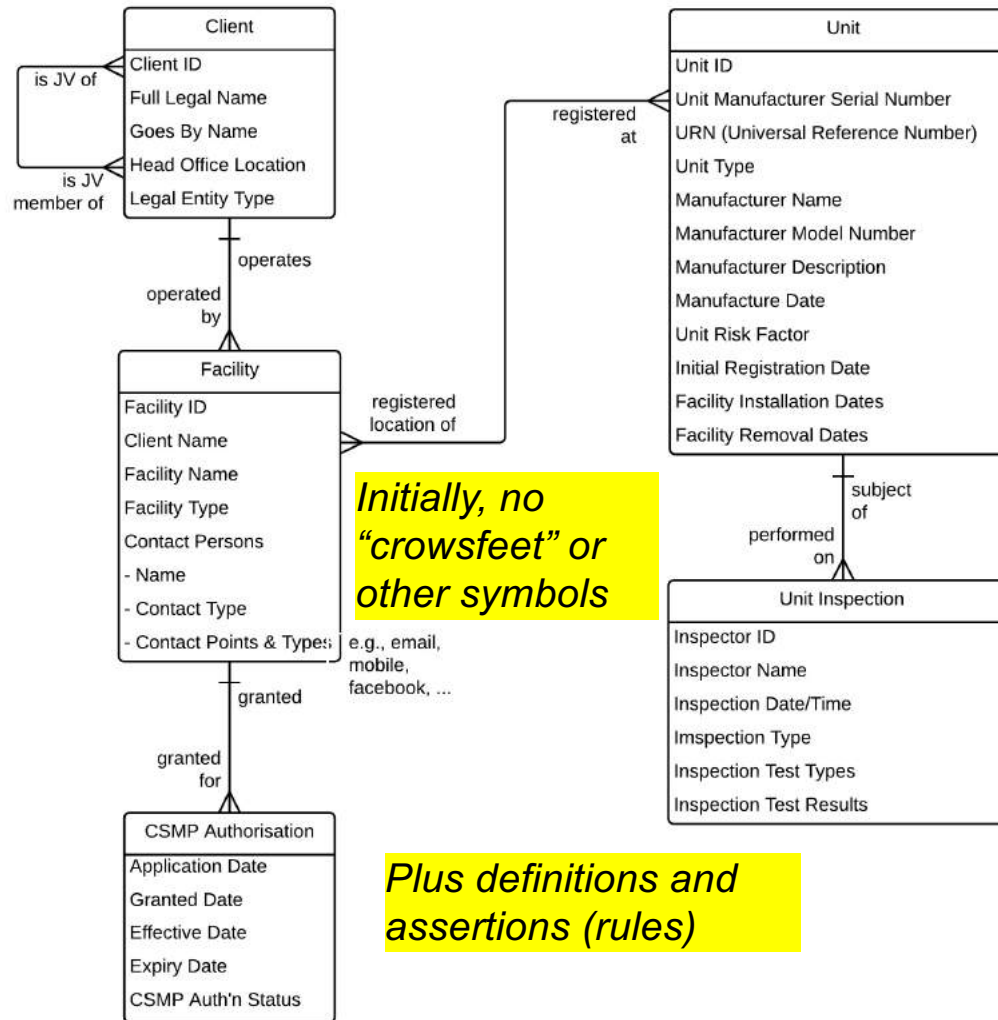 Client
Client ID
Full Legal Name
Goes By Name
Head Office Location
Legal Entity Type
is JV of
is JV
member of
operates
operated
by
Facility
Facility ID
Client Name
Facility Name
Facility Type
Contact Persons
- Name
- Contact Type
- Contact Points & Types
e.g., email,
mobile,
facebook, ...
granted
granted
for
CSMP Authorisation
Application Date
Granted Date
Effective Date
Expiry Date
CSMP Auth'n Status
registered
at
registered
location of
Initially, no
“crowsfeet” or
other symbols
Plus definitions and
assertions (rules)
Unit
Unit ID
Unit Manufacturer Serial Number
URN (Universal Reference Number)
Unit Type
Manufacturer Name
Manufacturer Model Number
Manufacturer Description
Manufacture Date
Unit Risk Factor
Initial Registration Date
Facility Installation Dates
Facility Removal Dates
subject
of
performed
on
Unit Inspection
Inspector ID
Inspector Name
Inspection Date/Time
Imspection Type
Inspection Test Types
Inspection Test Results